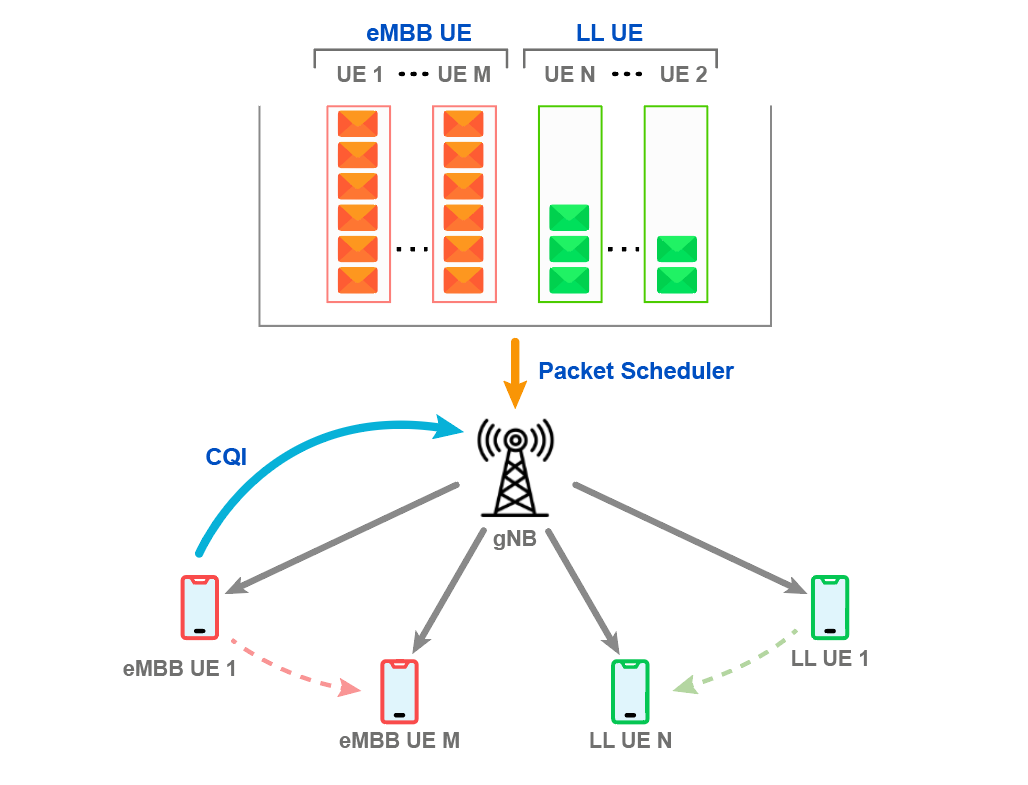 eMBB UE LL UE
UE 1 UE M UE N UE 2
Packet Scheduler
CQI
gNB
eMBB UE 1
LL UE 1
eMBB UE M
LL UE N